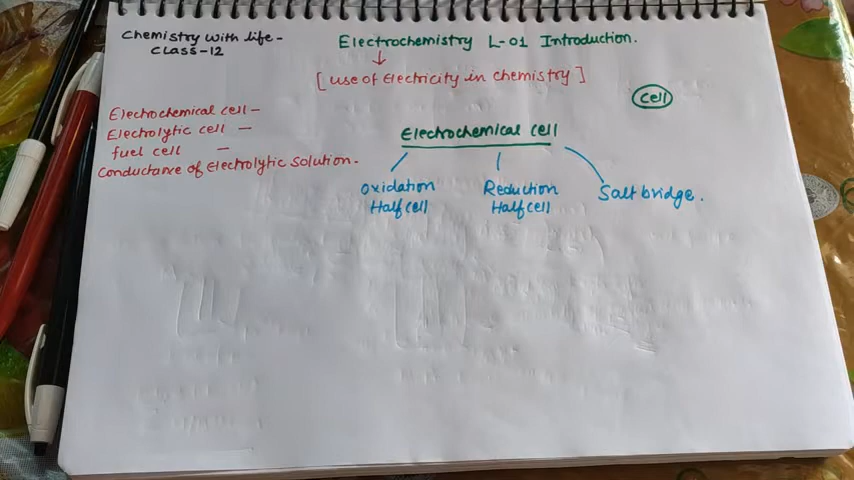 Chemistry with life-
Class-12
Electrochemistry L-01 Introduction.
[use of Electricity in chemistry]
cell
Electrochemical cell-
Electrolytic cell -
fuel cell -
Conductance of Electrolytic solution.
Electrochemical cell
Oxidation
Half cell
Reduction
Half cell
Salt bridge.